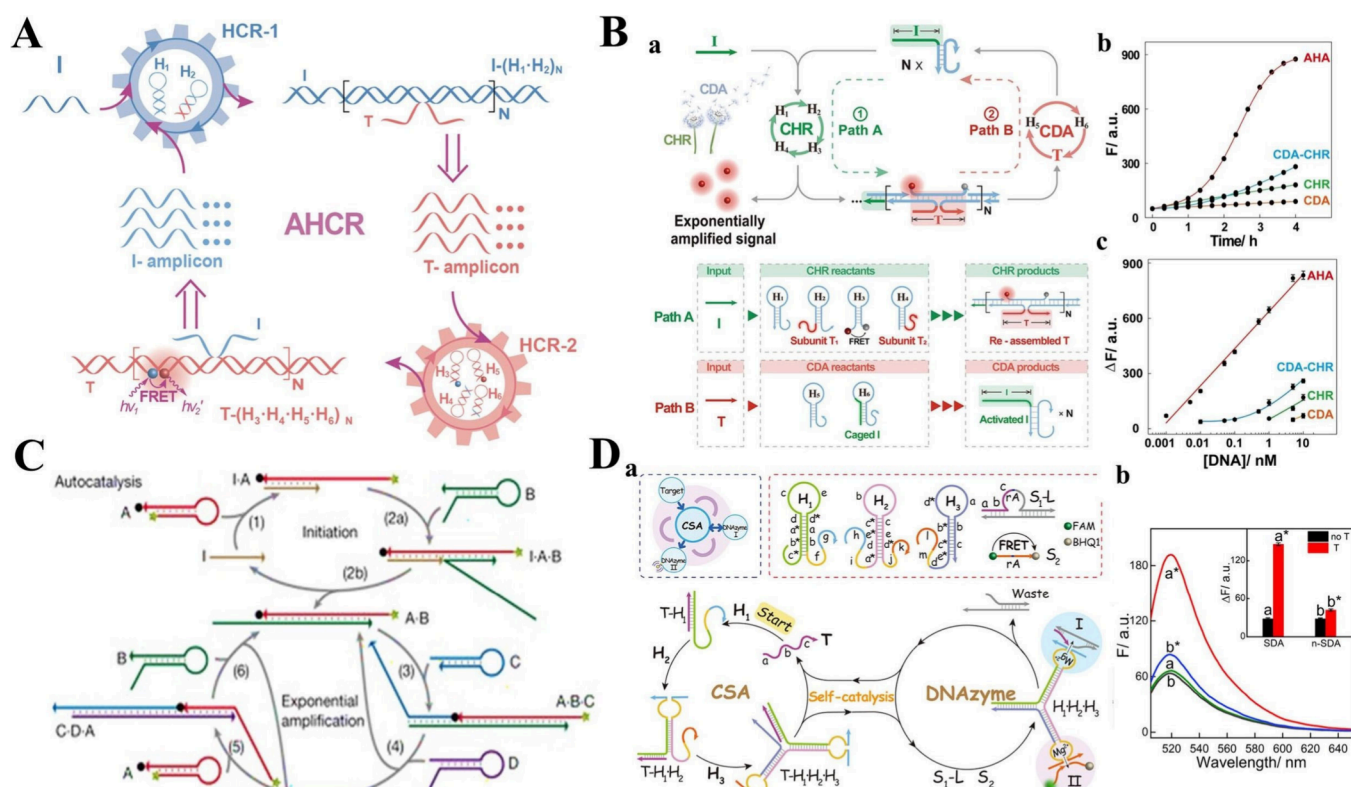 A
HCR-1
I
H1
H2
I
I-(H1·H2)N
N
T
I- amplicon
AHCR
T- amplicon
I
HCR-2
T
N
FRET
hν1
hν2'
T-(H3·H4·H5·H6) N
H3
H5
H4
H6
B
a
I
I
N X
CDA
CHR
H1
H2
CHR
H4
H3
①
Path A
②
Path B
H5
H6
CDA
T
Exponentially
amplified signal
T
N
Input
CHR reactants
CHR products
Path A
I
H1
H2
H3
H4
Subunit T1
FRET
Subunit T2
T
N
Re - assembled T
Input
CDA reactants
CDA products
Path B
T
H5
H6
Caged I
I
× N
Activated I
b
F/ a.u.
900
600
300
0
AHA
CDA-CHR
CHR
CDA
0 1 2 3 4
Time/ h
c
ΔF/ a.u.
900
600
300
0
AHA
CDA-CHR
CHR
CDA
0.001 0.01 0.1 1 10
[DNA]/ nM
C
Autocatalysis
I·A
A
B
(1)
Initiation
(2a)
I
I·A·B
(2b)
A·B
B
(6)
(3)
C
Exponential
amplification
C·D·A
A·B·C
(5)
(4)
A
D
D
a
Target
CSA
DNAzyme
I
DNAzyme
II
c
H1
e
b
H2
d*
H3
a
c
a b
rA
S1-L
FRET
rA
S2
FAM
BHQ1
Waste
T-H1
H1
Start
T
a
b
c
H2
CSA
Self-catalysis
DNAzyme
I
Mg2+
H1H2H3
Mg2+
II
T-H1H2
H3
T-H1H2H3
S1-L S2
b
F/ a.u.
180
120
60
0
a*
b*
a
b
ΔF/ a.u.
120
60
0
no T
T
a
a*
b
b*
SDA
n-SDA
520 560 600 640
Wavelength/ nm